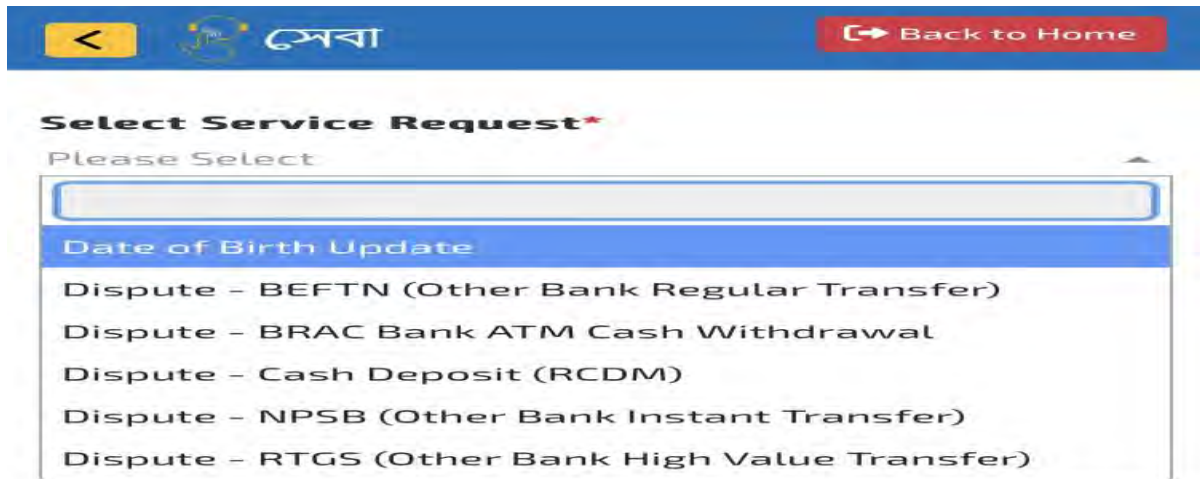 < সেবা Back to Home
Select Service Request*
Please Select
Date of Birth Update
Dispute - BEFTN (Other Bank Regular Transfer)
Dispute - BRAC Bank ATM Cash Withdrawal
Dispute - Cash Deposit (RCDM)
Dispute - NPSB (Other Bank Instant Transfer)
Dispute - RTGS (Other Bank High Value Transfer)